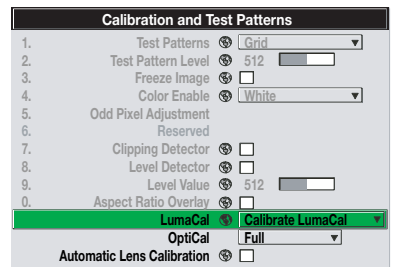 Calibration and Test Patterns
1. Test Patterns Grid
2. Test Pattern Level 512
3. Freeze Image
4. Color Enable White
5. Odd Pixel Adjustment
6. Reserved
7. Clipping Detector
8. Level Detector
9. Level Value 512
0. Aspect Ratio Overlay
LumaCal Calibrate LumaCal
OptiCal Full
Automatic Lens Calibration